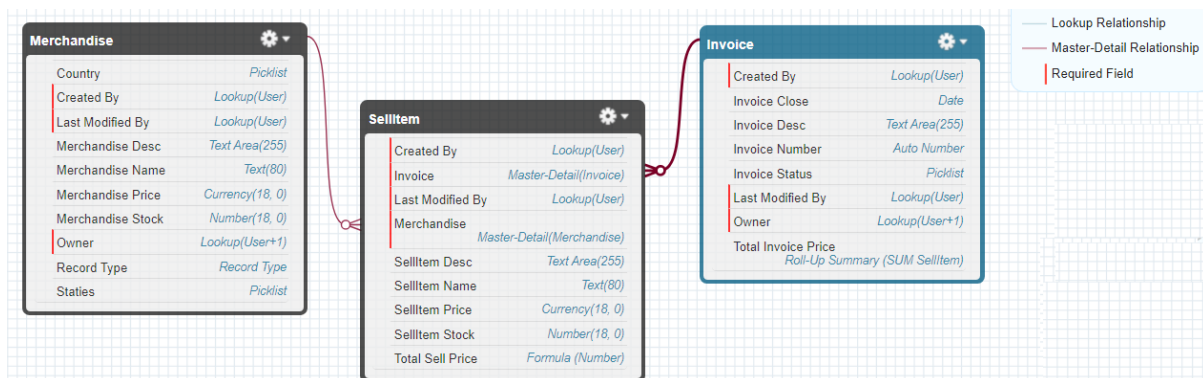 Merchandise
Country Picklist
Created By Lookup(User)
Last Modified By Lookup(User)
Merchandise Desc Text Area(255)
Merchandise Name Text(80)
Merchandise Price Currency(18, 0)
Merchandise Stock Number(18, 0)
Owner Lookup(User+1)
Record Type Record Type
Staties Picklist
SellItem
Created By Lookup(User)
Invoice Master-Detail(Invoice)
Last Modified By Lookup(User)
Merchandise
Master-Detail(Merchandise)
SellItem Desc Text Area(255)
SellItem Name Text(80)
SellItem Price Currency(18, 0)
SellItem Stock Number(18, 0)
Total Sell Price Formula (Number)
Invoice
Created By Lookup(User)
Invoice Close Date
Invoice Desc Text Area(255)
Invoice Number Auto Number
Invoice Status Picklist
Last Modified By Lookup(User)
Owner Lookup(User+1)
Total Invoice Price
Roll-Up Summary (SUM SellItem)
Lookup Relationship
Master-Detail Relationship
Required Field